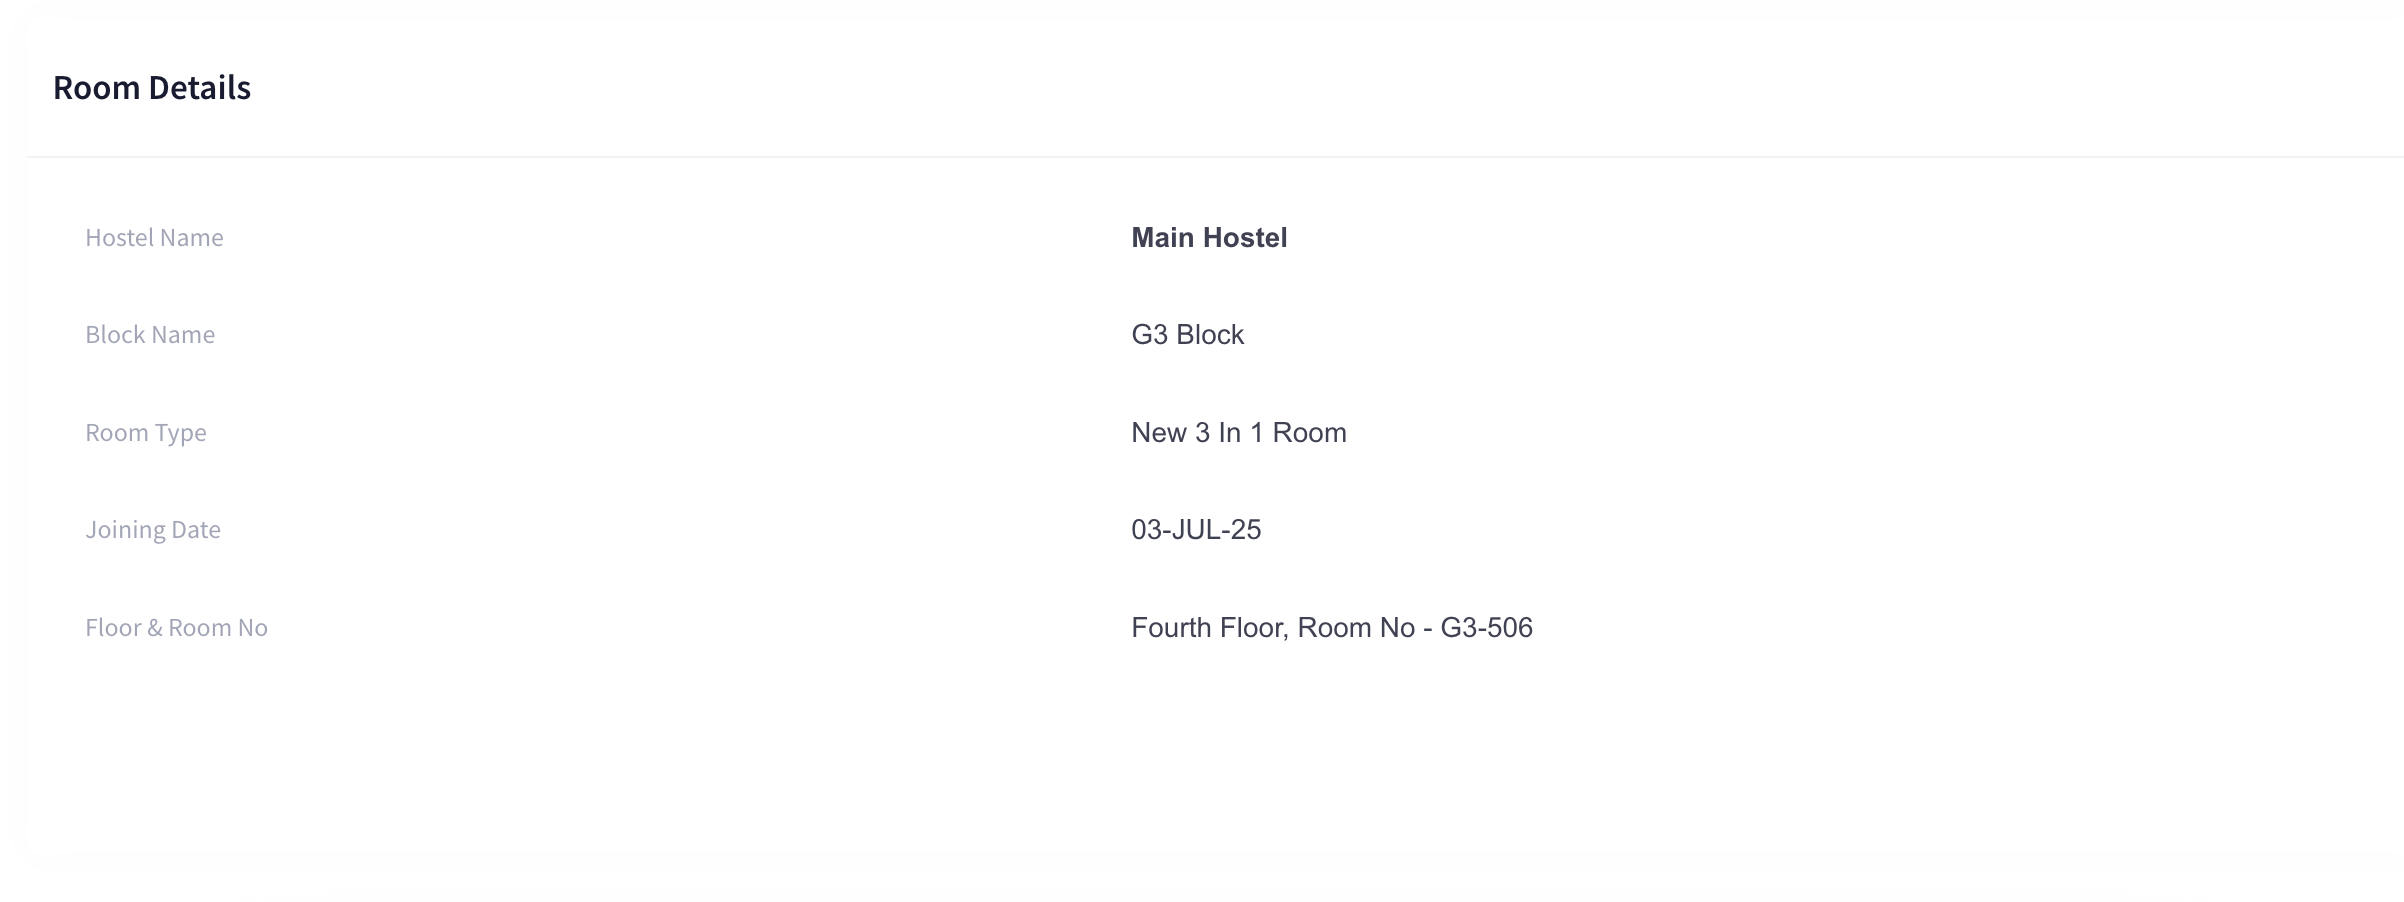 Room Details
Hostel Name Main Hostel
Block Name G3 Block
Room Type New 3 In 1 Room
Joining Date 03-JUL-25
Floor & Room No Fourth Floor, Room No - G3-506